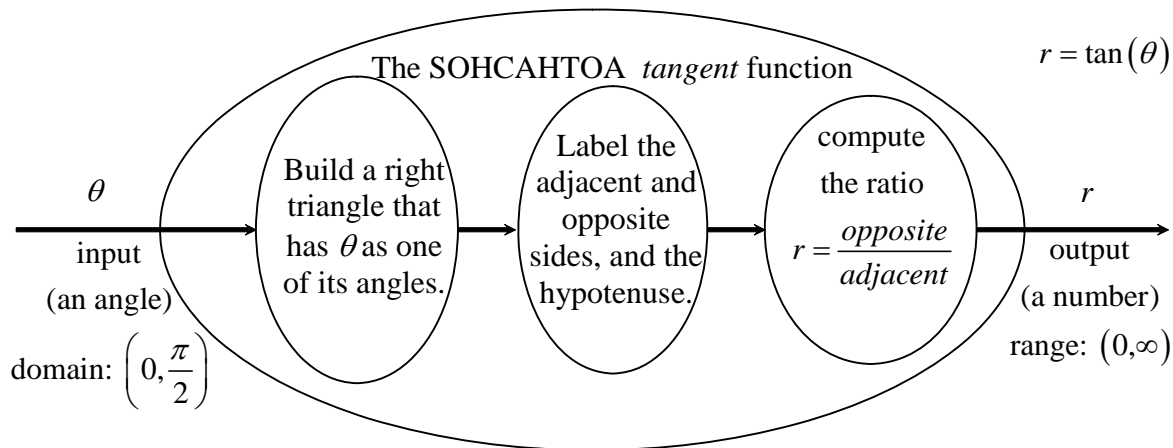 The SOHCAHTOA tangent function
r = tan(θ)
θ
input
(an angle)
domain: (0, π/2)
Build a right
triangle that
has θ as one
of its angles.
Label the
adjacent and
opposite
sides, and the
hypotenuse.
compute
the ratio
r = opposite/adjacent
r
output
(a number)
range: (0,∞)